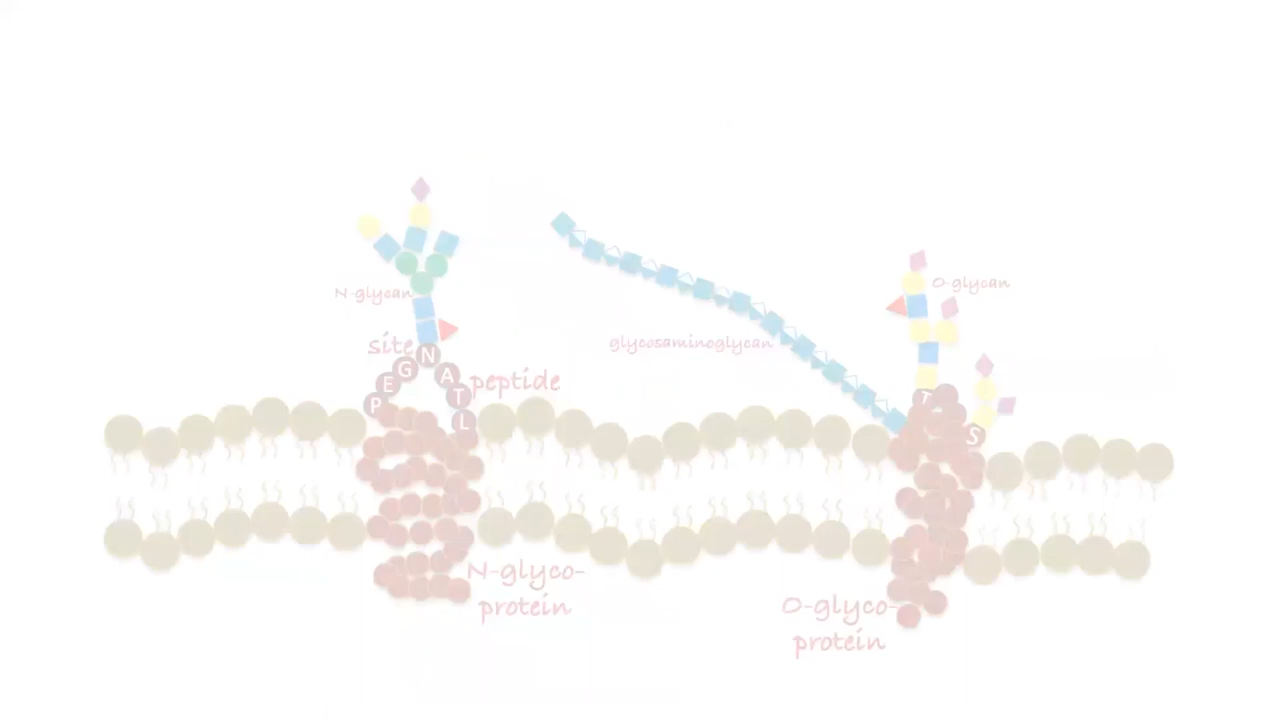 N-glycan
site
P E G N A T L
peptide
glycosaminoglycan
O-glycan
T
S
N-glyco-
protein
O-glyco-
protein